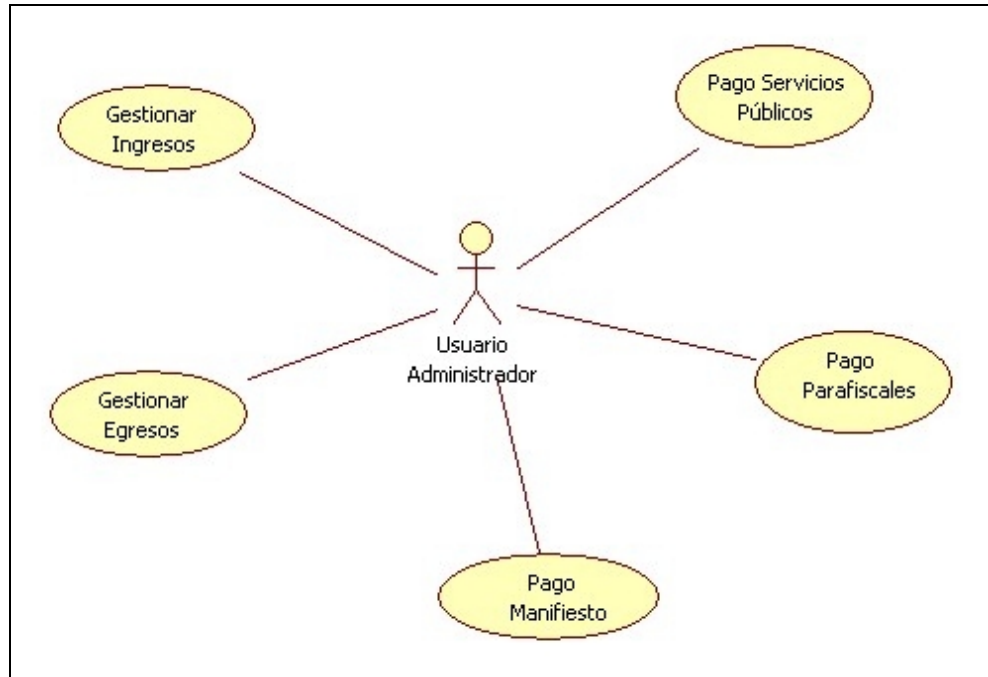 Gestionar
Ingresos
Pago Servicios
Públicos
Usuario
Administrador
Gestionar
Egresos
Pago
Parafiscales
Pago
Manifiesto